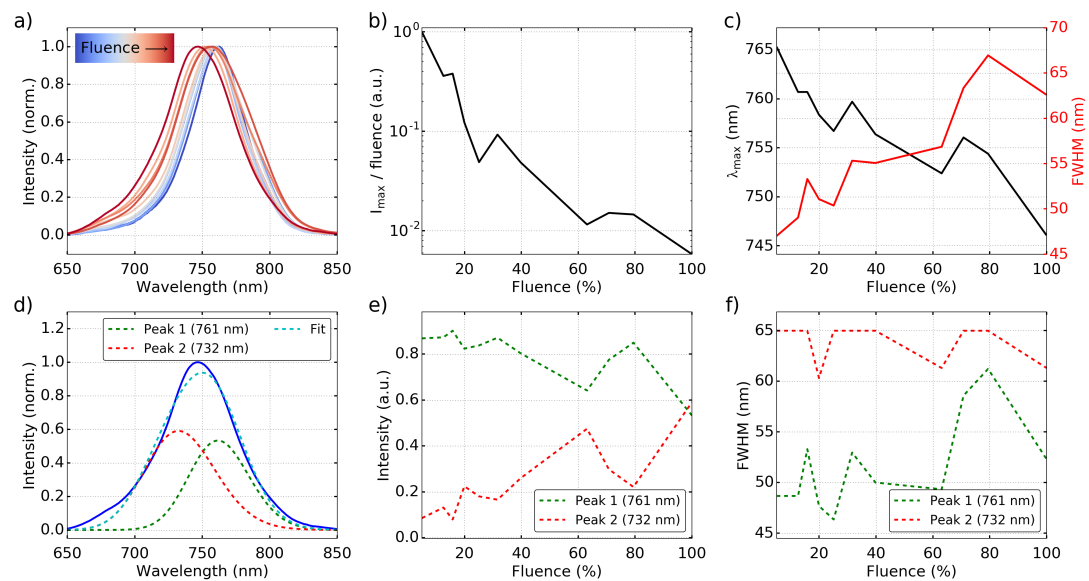 a)
Fluence →
1.0
0.8
0.6
0.4
0.2
0.0
Intensity (norm.)
650 700 750 800 850
Wavelength (nm)
b)
10⁰
10⁻¹
10⁻²
I_max / fluence (a.u.)
20 40 60 80 100
Fluence (%)
c)
765
760
755
750
745
λ_max (nm)
70
65
60
55
50
45
FWHM (nm)
20 40 60 80 100
Fluence (%)
d)
Peak 1 (761 nm) Fit
Peak 2 (732 nm)
1.2
1.0
0.8
0.6
0.4
0.2
0.0
Intensity (norm.)
650 700 750 800 850
Wavelength (nm)
e)
0.8
0.6
0.4
0.2
0.0
Intensity (a.u.)
Peak 1 (761 nm)
Peak 2 (732 nm)
20 40 60 80 100
Fluence (%)
f)
65
60
55
50
45
FWHM (nm)
Peak 1 (761 nm)
Peak 2 (732 nm)
20 40 60 80 100
Fluence (%)